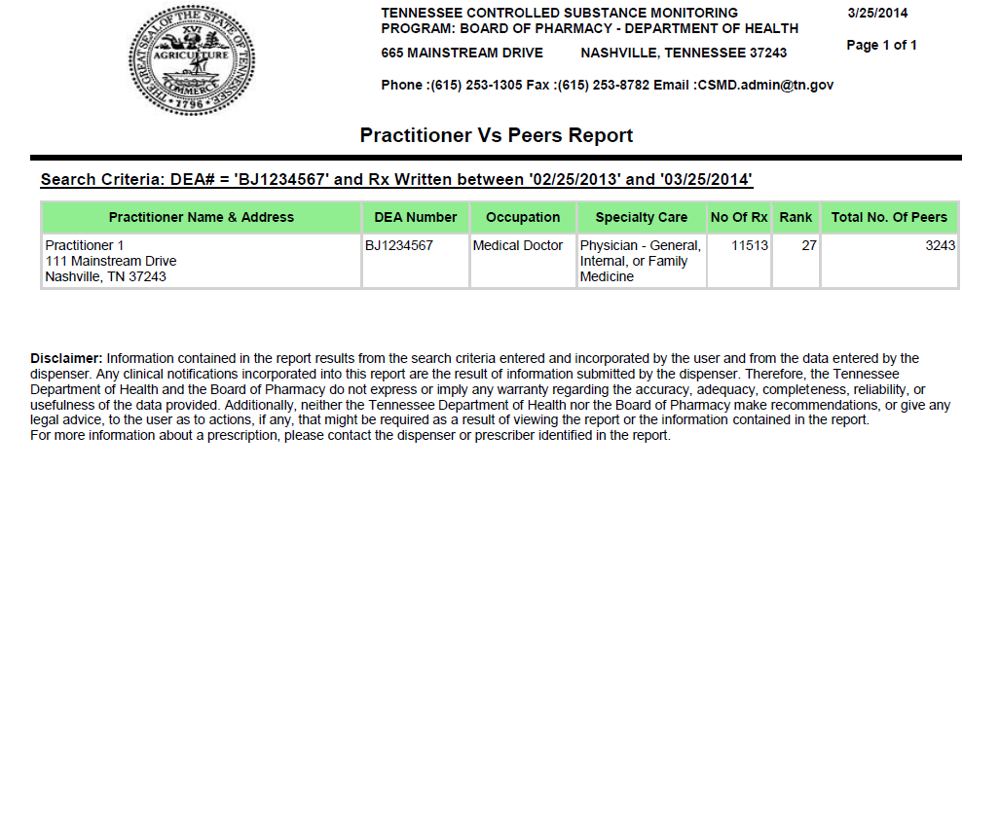 THE GREAT SEAL OF THE STATE OF TENNESSEE
XVI
AGRICULTURE
COMMERCE
1796
TENNESSEE CONTROLLED SUBSTANCE MONITORING
PROGRAM: BOARD OF PHARMACY - DEPARTMENT OF HEALTH
3/25/2014
Page 1 of 1
665 MAINSTREAM DRIVE NASHVILLE, TENNESSEE 37243
Phone :(615) 253-1305 Fax :(615) 253-8782 Email :CSMD.admin@tn.gov
Practitioner Vs Peers Report
Search Criteria: DEA# = 'BJ1234567' and Rx Written between '02/25/2013' and '03/25/2014'
Practitioner Name & Address DEA Number Occupation Specialty Care No Of Rx Rank Total No. Of Peers
Practitioner 1 BJ1234567 Medical Doctor Physician - General, 11513 27 3243
111 Mainstream Drive Internal, or Family
Nashville, TN 37243 Medicine
Disclaimer: Information contained in the report results from the search criteria entered and incorporated by the user and from the data entered by the
dispenser. Any clinical notifications incorporated into this report are the result of information submitted by the dispenser. Therefore, the Tennessee
Department of Health and the Board of Pharmacy do not express or imply any warranty regarding the accuracy, adequacy, completeness, reliability, or
usefulness of the data provided. Additionally, neither the Tennessee Department of Health nor the Board of Pharmacy make recommendations, or give any
legal advice, to the user as to actions, if any, that might be required as a result of viewing the report or the information contained in the report.
For more information about a prescription, please contact the dispenser or prescriber identified in the report.